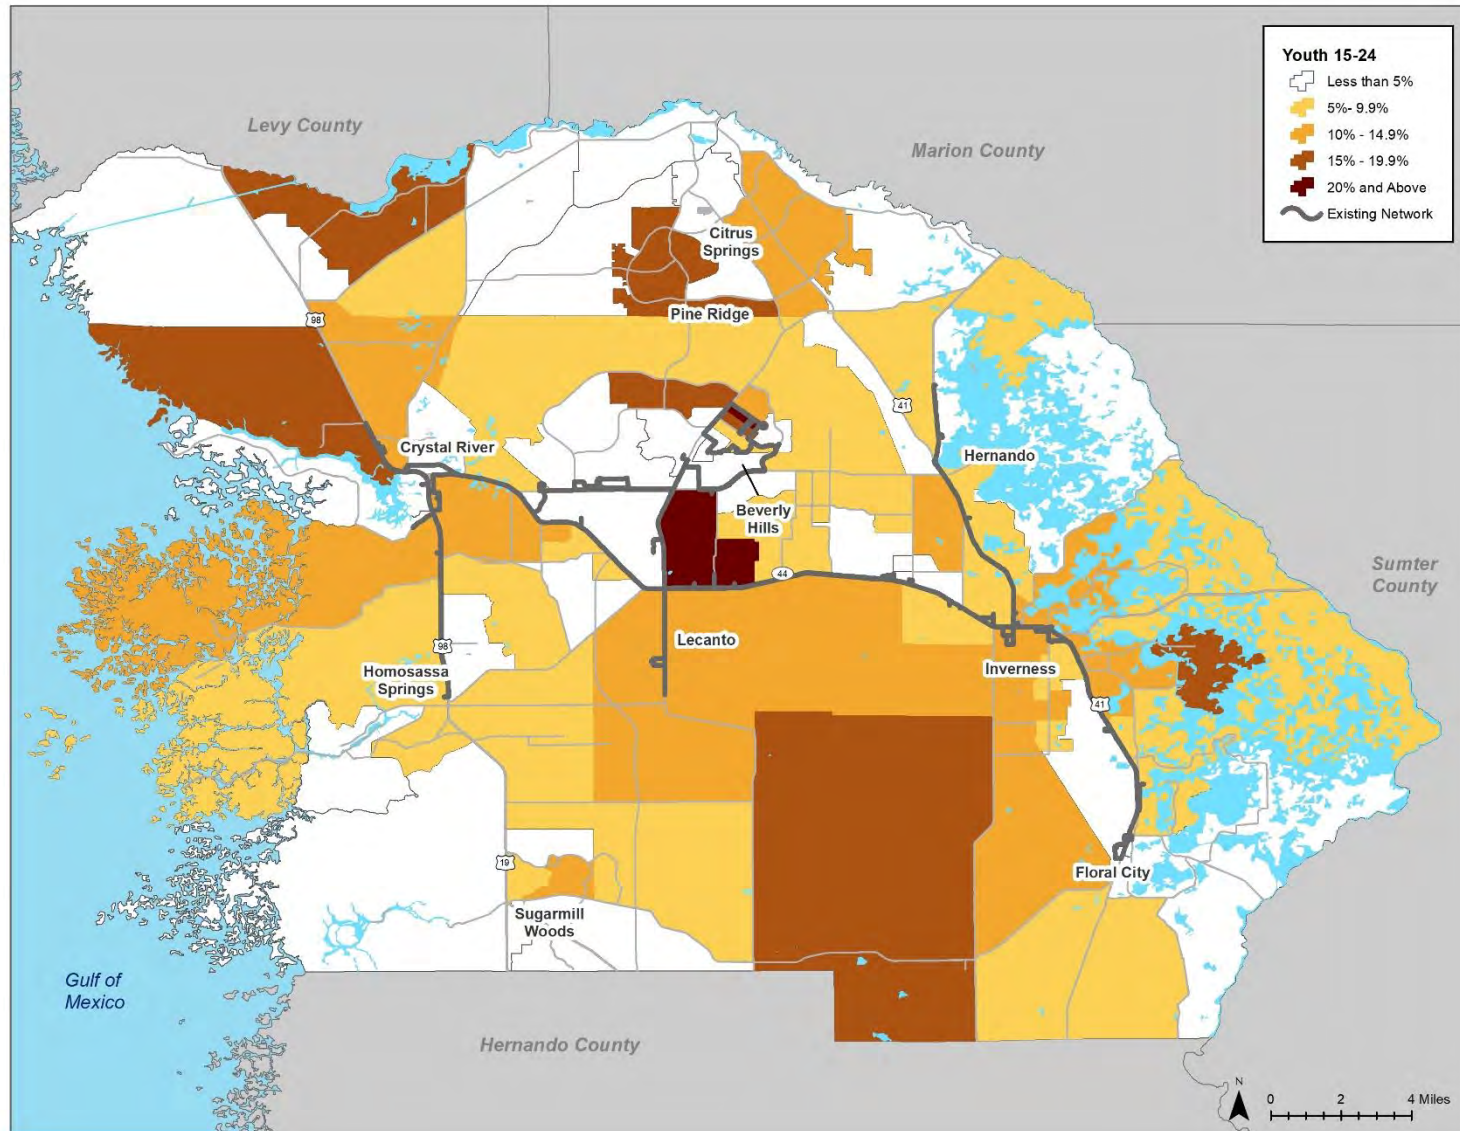 Youth 15-24
Less than 5%
5%- 9.9%
10% - 14.9%
15% - 19.9%
20% and Above
Existing Network
Levy County
Marion County
Citrus
Springs
Pine Ridge
98
41
Crystal River
Hernando
Beverly
Hills
44
Sumter
County
Lecanto
98
Homosassa
Springs
Inverness
41
19
Floral City
Sugarmill
Woods
Gulf of
Mexico
Hernando County
N
0 2 4 Miles